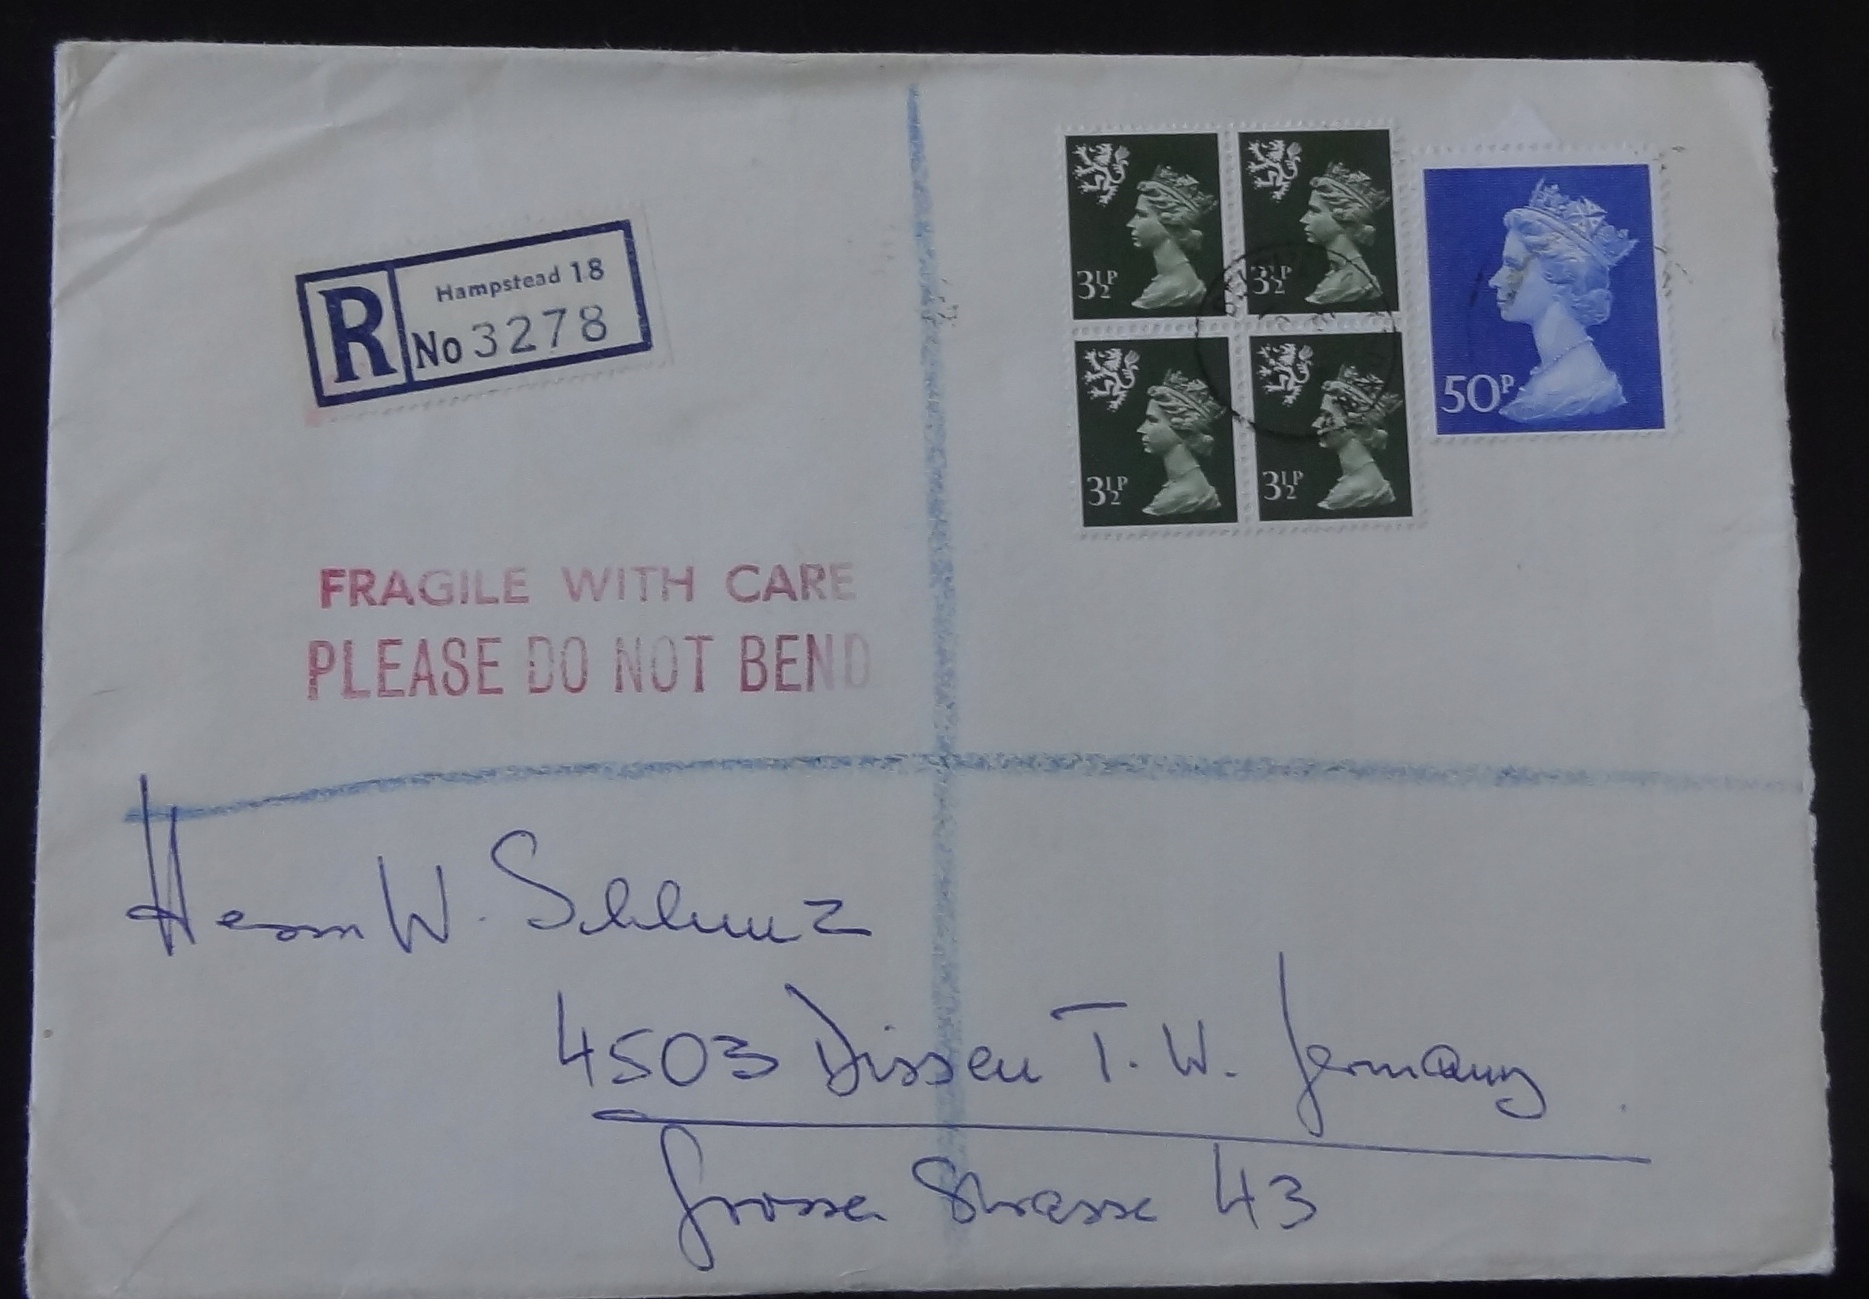 R Hampstead 18
No 3278
3½P 3½P 50P
3½P 3½P
FRAGILE WITH CARE
PLEASE DO NOT BEND
Herrn W. Schlunz
4503 Dissen T. W. Germany
Grosse Strasse 43